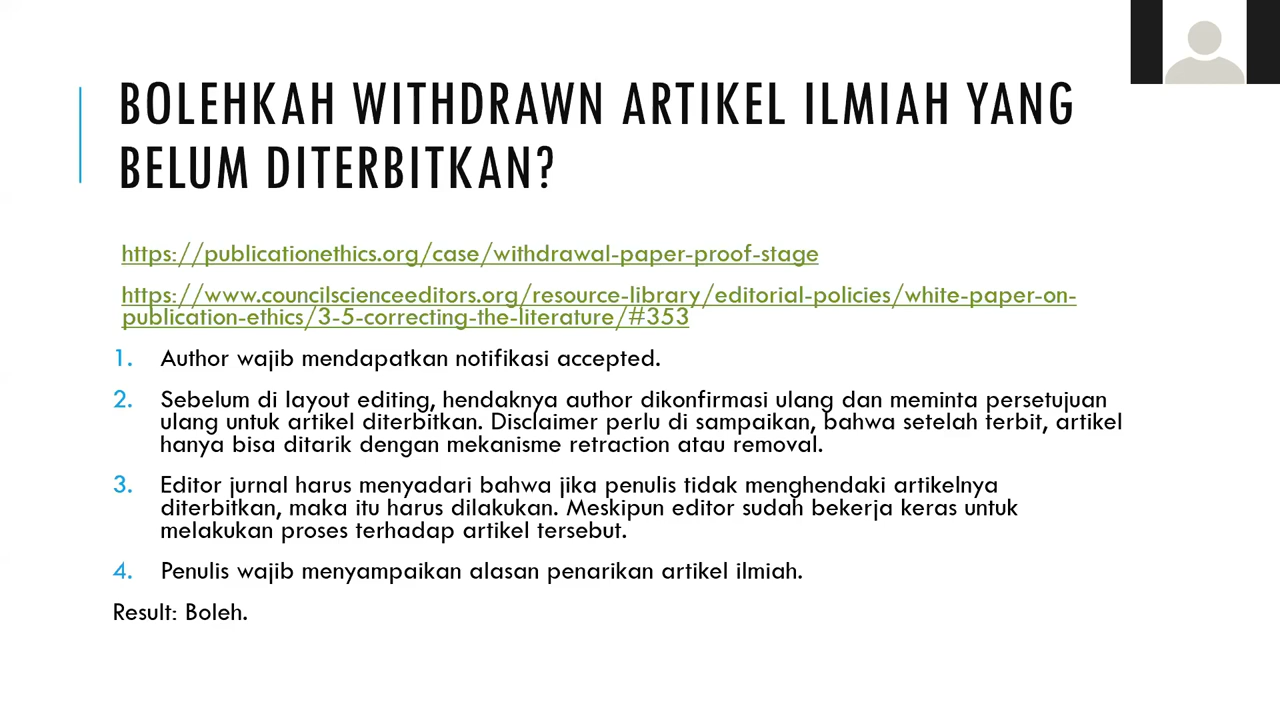 BOLEHKAH WITHDRAWN ARTIKEL ILMIAH YANG
BELUM DITERBITKAN?
https://publicationethics.org/case/withdrawal-paper-proof-stage
https://www.councilscienceeditors.org/resource-library/editorial-policies/white-paper-on-
publication-ethics/3-5-correcting-the-literature/#353
1. Author wajib mendapatkan notifikasi accepted.
2. Sebelum di layout editing, hendaknya author dikonfirmasi ulang dan meminta persetujuan
ulang untuk artikel diterbitkan. Disclaimer perlu di sampaikan, bahwa setelah terbit, artikel
hanya bisa ditarik dengan mekanisme retraction atau removal.
3. Editor jurnal harus menyadari bahwa jika penulis tidak menghendaki artikelnya
diterbitkan, maka itu harus dilakukan. Meskipun editor sudah bekerja keras untuk
melakukan proses terhadap artikel tersebut.
4. Penulis wajib menyampaikan alasan penarikan artikel ilmiah.
Result: Boleh.